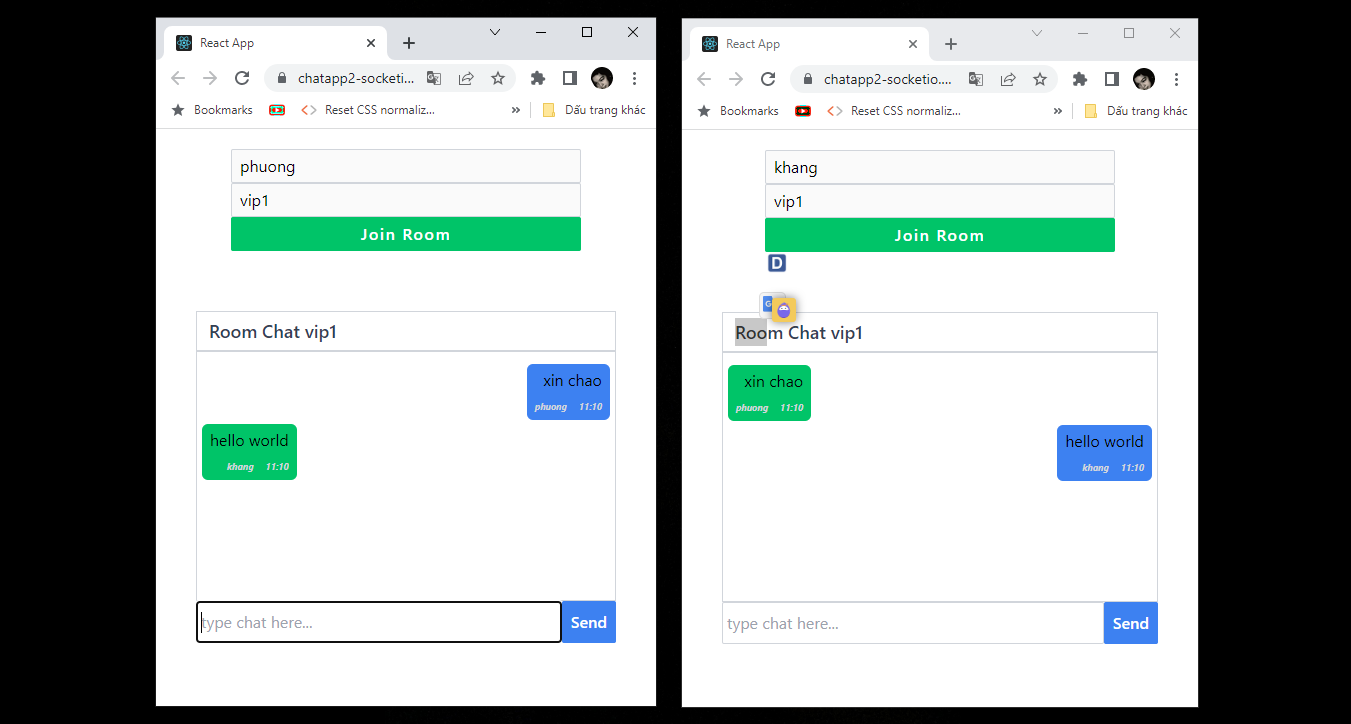 React App
chatapp2-socketi...
Bookmarks
Reset CSS normaliz...
»
Dấu trang khác
phuong
vip1
Join Room
Room Chat vip1
xin chao
phuong 11:10
hello world
khang 11:10
type chat here...
Send
React App
chatapp2-socketio....
Bookmarks
Reset CSS normaliz...
»
Dấu trang khác
khang
vip1
Join Room
D
G
Room Chat vip1
xin chao
phuong 11:10
hello world
khang 11:10
type chat here...
Send